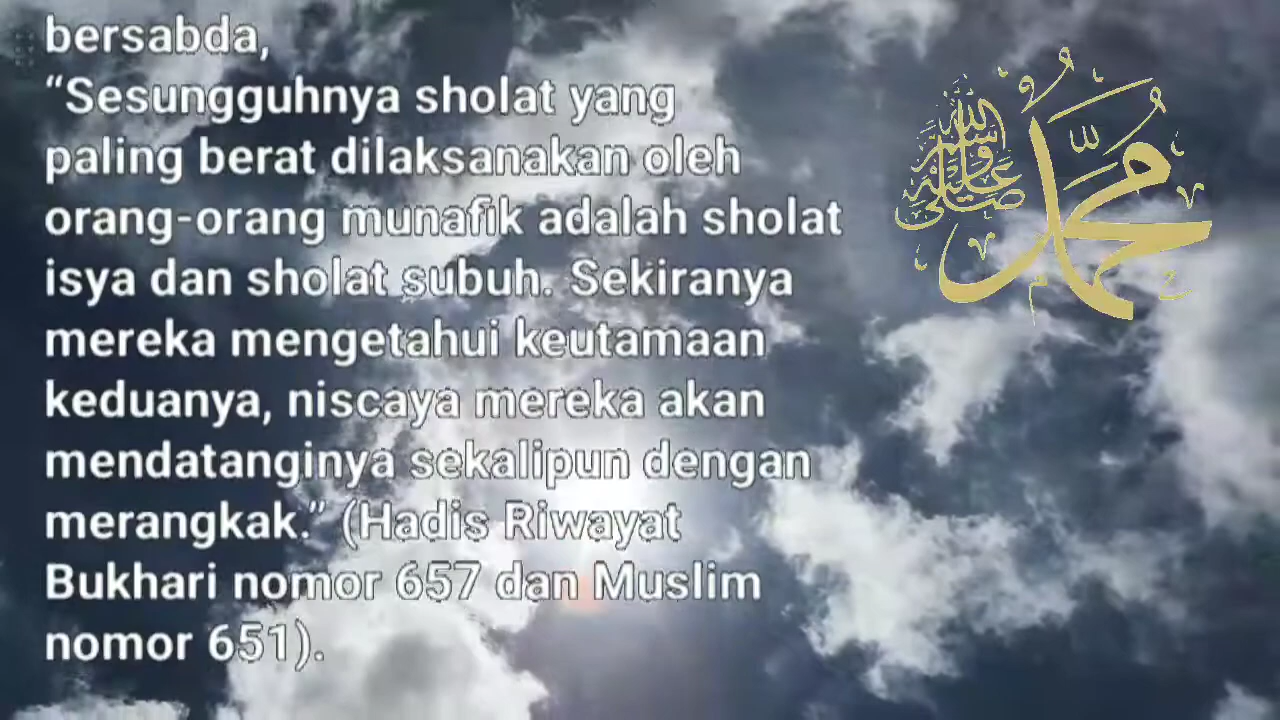 bersabda,
“Sesungguhnya sholat yang
paling berat dilaksanakan oleh
orang-orang munafik adalah sholat
isya dan sholat subuh. Sekiranya
mereka mengetahui keutamaan
keduanya, niscaya mereka akan
mendatanginya sekalipun dengan
merangkak.” (Hadis Riwayat
Bukhari nomor 657 dan Muslim
nomor 651).
محمد صلى الله عليه وسلم